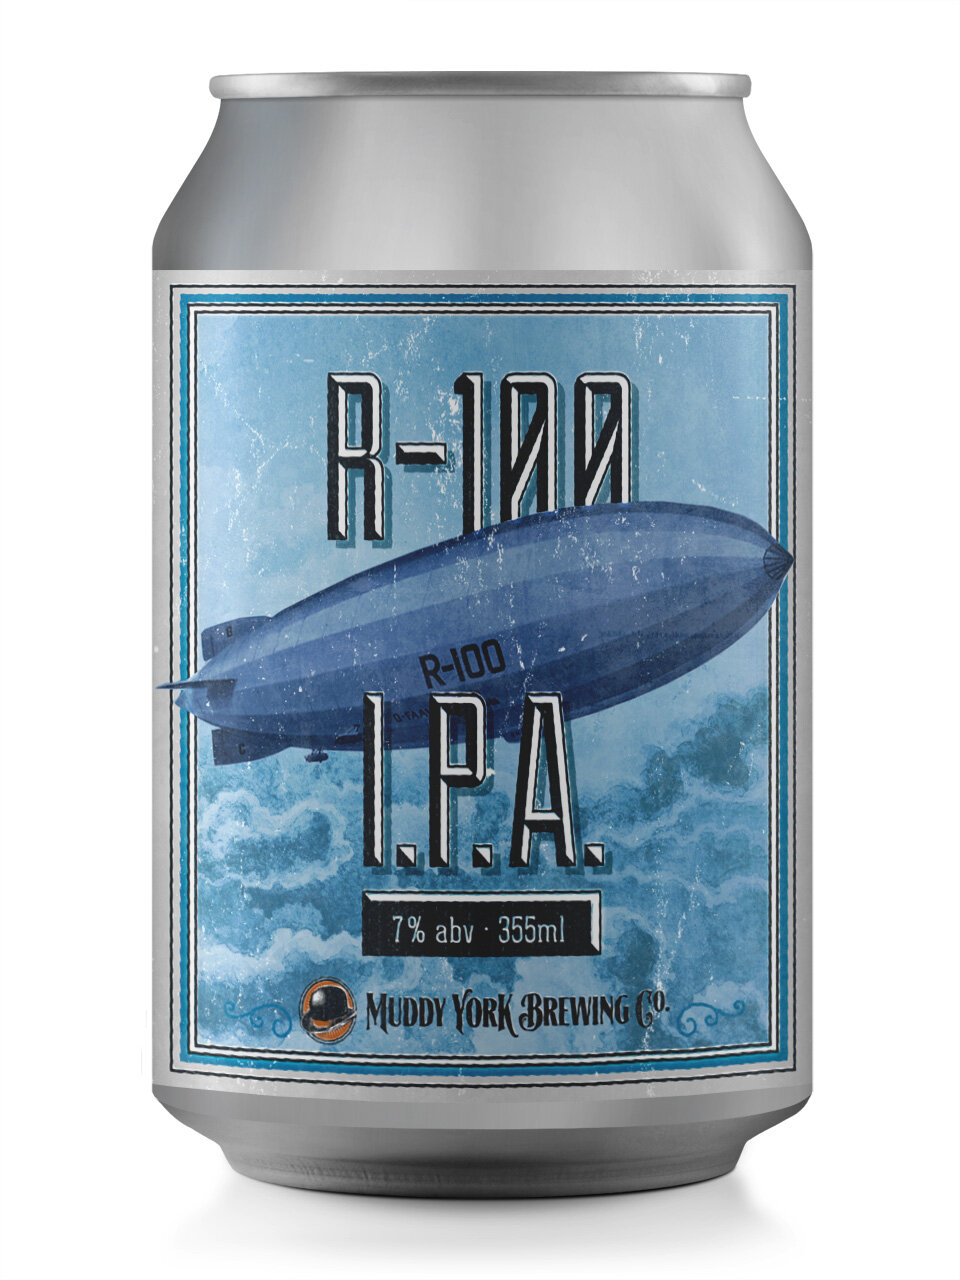 R-100
B
R-100
C
I.P.A.
7% abv · 355ml
MUDDY YORK BREWING Co.